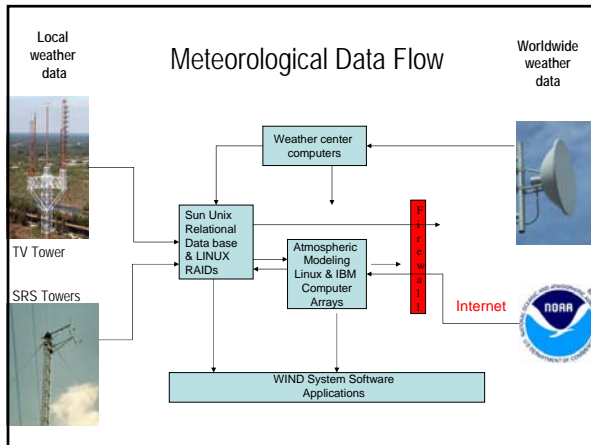 Local
weather
data
Meteorological Data Flow
Worldwide
weather
data
Weather center
computers
Sun Unix
Relational
Data base
& LINUX
RAIDs
Atmospheric
Modeling
Linux & IBM
Computer
Arrays
Firewall
TV Tower
SRS Towers
Internet
NOAA
WIND System Software
Applications